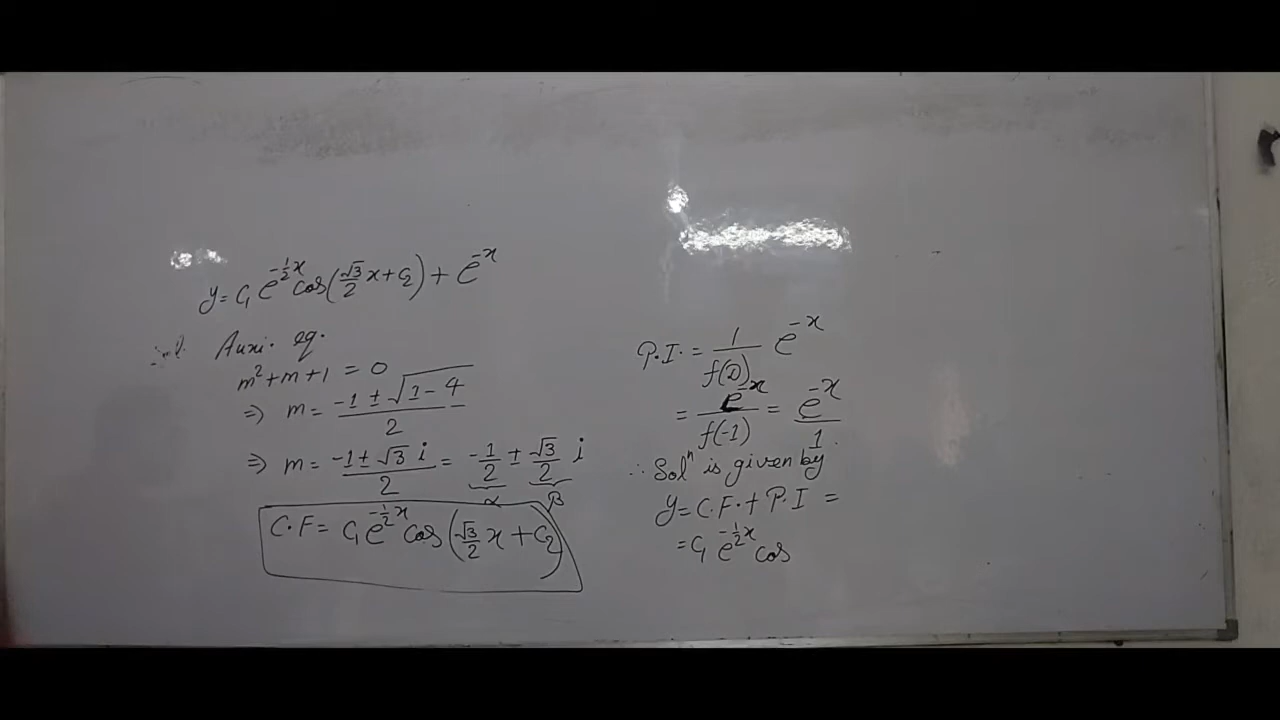 y = C₁ e^{-1/2 x} cos(√3/2 x + C₂) + e^{-x}
Auxi. eq.
m² + m + 1 = 0
⇒ m = (-1 ± √(1 - 4))/2
⇒ m = (-1 ± √3 i)/2 = -1/2 ± √3/2 i
α β
C.F = C₁ e^{-1/2 x} cos(√3/2 x + C₂)
P.I. = 1/f(D) e^{-x}
= e^{-x}/f(-1) = e^{-x}/1
∴ Solⁿ is given by
y = C.F. + P.I =
= C₁ e^{-1/2 x} cos